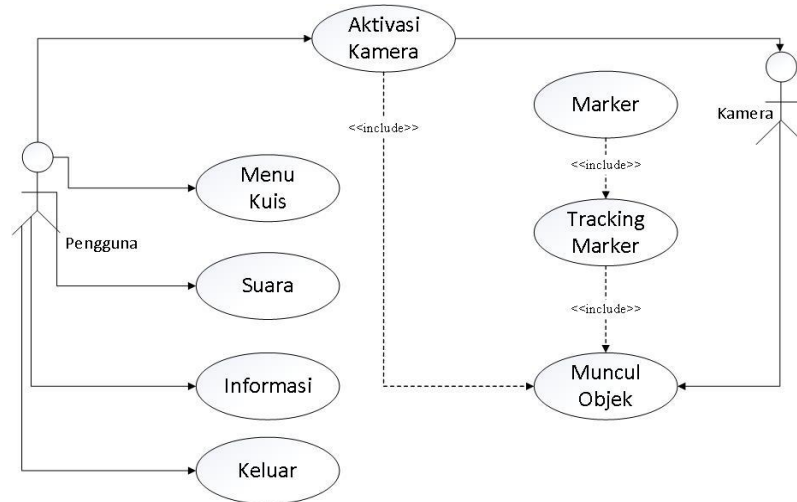 Aktivasi
Kamera
Marker
Kamera
<<include>>
<<include>>
Menu
Kuis
Tracking
Marker
Pengguna
Suara
<<include>>
Informasi
Muncul
Objek
Keluar